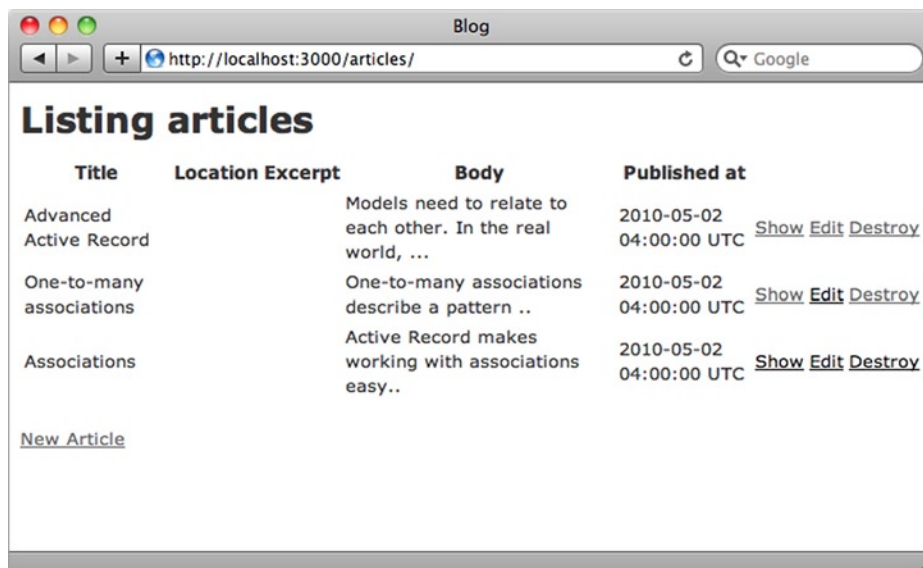 Blog
http://localhost:3000/articles/
Google
Listing articles
Title Location Excerpt Body Published at
Advanced Active Record Models need to relate to each other. In the real world, ... 2010-05-02 04:00:00 UTC Show Edit Destroy
One-to-many associations One-to-many associations describe a pattern .. 2010-05-02 04:00:00 UTC Show Edit Destroy
Associations Active Record makes working with associations easy.. 2010-05-02 04:00:00 UTC Show Edit Destroy
New Article